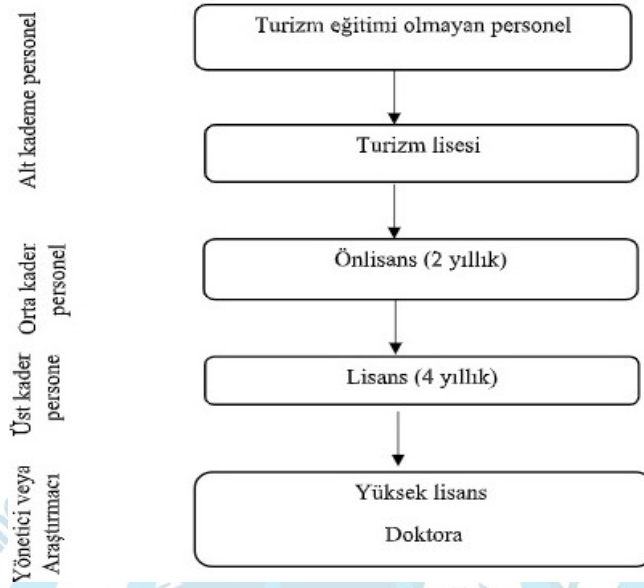 Alt kademe personel
Turizm eğitimi olmayan personel
Turizm lisesi
Orta kader
personel
Önlisans (2 yıllık)
Üst kader
persone
Lisans (4 yıllık)
Yönetici veya
Araştırmacı
Yüksek lisans
Doktora